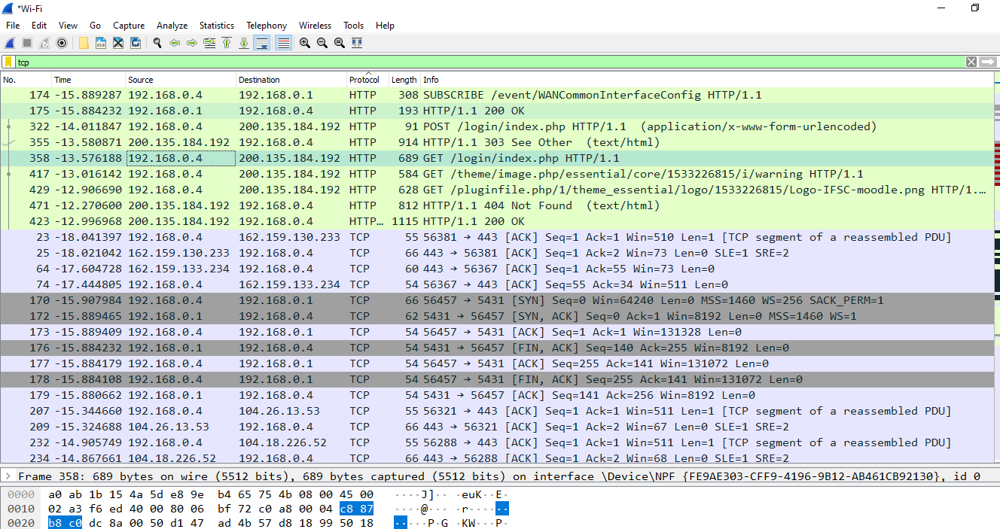 *Wi-Fi
File Edit View Go Capture Analyze Statistics Telephony Wireless Tools Help
tcp
No. Time Source Destination Protocol Length Info
174 -15.889287 192.168.0.4 192.168.0.1 HTTP 308 SUBSCRIBE /event/WANCommonInterfaceConfig HTTP/1.1
175 -15.884232 192.168.0.1 192.168.0.4 HTTP 193 HTTP/1.1 200 OK
322 -14.011847 192.168.0.4 200.135.184.192 HTTP 91 POST /login/index.php HTTP/1.1 (application/x-www-form-urlencoded)
355 -13.580871 200.135.184.192 192.168.0.4 HTTP 914 HTTP/1.1 303 See Other (text/html)
358 -13.576188 192.168.0.4 200.135.184.192 HTTP 689 GET /login/index.php HTTP/1.1
417 -13.016142 192.168.0.4 200.135.184.192 HTTP 584 GET /theme/image.php/essential/core/1533226815/i/warning HTTP/1.1
429 -12.906690 192.168.0.4 200.135.184.192 HTTP 628 GET /pluginfile.php/1/theme_essential/logo/1533226815/Logo-IFSC-moodle.png HTTP/1.…
471 -12.270600 200.135.184.192 192.168.0.4 HTTP 812 HTTP/1.1 404 Not Found (text/html)
423 -12.996968 200.135.184.192 192.168.0.4 HTTP… 1115 HTTP/1.1 200 OK
23 -18.041397 192.168.0.4 162.159.130.233 TCP 55 56381 → 443 [ACK] Seq=1 Ack=1 Win=510 Len=1 [TCP segment of a reassembled PDU]
25 -18.021042 162.159.130.233 192.168.0.4 TCP 66 443 → 56381 [ACK] Seq=1 Ack=2 Win=73 Len=0 SLE=1 SRE=2
64 -17.604728 162.159.133.234 192.168.0.4 TCP 60 443 → 56367 [ACK] Seq=1 Ack=55 Win=73 Len=0
74 -17.444805 192.168.0.4 162.159.133.234 TCP 54 56367 → 443 [ACK] Seq=55 Ack=34 Win=511 Len=0
170 -15.907984 192.168.0.4 192.168.0.1 TCP 66 56457 → 5431 [SYN] Seq=0 Win=64240 Len=0 MSS=1460 WS=256 SACK_PERM=1
172 -15.889465 192.168.0.1 192.168.0.4 TCP 62 5431 → 56457 [SYN, ACK] Seq=0 Ack=1 Win=8192 Len=0 MSS=1460 WS=1
173 -15.889409 192.168.0.4 192.168.0.1 TCP 54 56457 → 5431 [ACK] Seq=1 Ack=1 Win=131328 Len=0
176 -15.884232 192.168.0.1 192.168.0.4 TCP 54 5431 → 56457 [FIN, ACK] Seq=140 Ack=255 Win=8192 Len=0
177 -15.884179 192.168.0.4 192.168.0.1 TCP 54 56457 → 5431 [ACK] Seq=255 Ack=141 Win=131072 Len=0
178 -15.884108 192.168.0.4 192.168.0.1 TCP 54 56457 → 5431 [FIN, ACK] Seq=255 Ack=141 Win=131072 Len=0
179 -15.880662 192.168.0.1 192.168.0.4 TCP 54 5431 → 56457 [ACK] Seq=141 Ack=256 Win=8192 Len=0
207 -15.344660 192.168.0.4 104.26.13.53 TCP 55 56321 → 443 [ACK] Seq=1 Ack=1 Win=511 Len=1 [TCP segment of a reassembled PDU]
209 -15.324688 104.26.13.53 192.168.0.4 TCP 66 443 → 56321 [ACK] Seq=1 Ack=2 Win=67 Len=0 SLE=1 SRE=2
232 -14.905749 192.168.0.4 104.18.226.52 TCP 55 56288 → 443 [ACK] Seq=1 Ack=1 Win=511 Len=1 [TCP segment of a reassembled PDU]
234 -14.867661 104.18.226.52 192.168.0.4 TCP 66 443 → 56288 [ACK] Seq=1 Ack=2 Win=68 Len=0 SLE=1 SRE=2
Frame 358: 689 bytes on wire (5512 bits), 689 bytes captured (5512 bits) on interface \Device\NPF_{FE9AE303-CFF9-4196-9B12-AB461CB92130}, id 0
0000 a0 ab 1b 15 4a 5d e8 9e b4 65 75 4b 08 00 45 00 ····J]·· ·euK··E·
0010 02 a3 f6 ed 40 00 80 06 bf 72 c0 a8 00 04 c8 87 ····@··· ·r······
0020 b8 c0 dc 8a 00 50 d1 47 ad 4b 57 d8 18 99 50 18 ·····P·G ·KW···P·